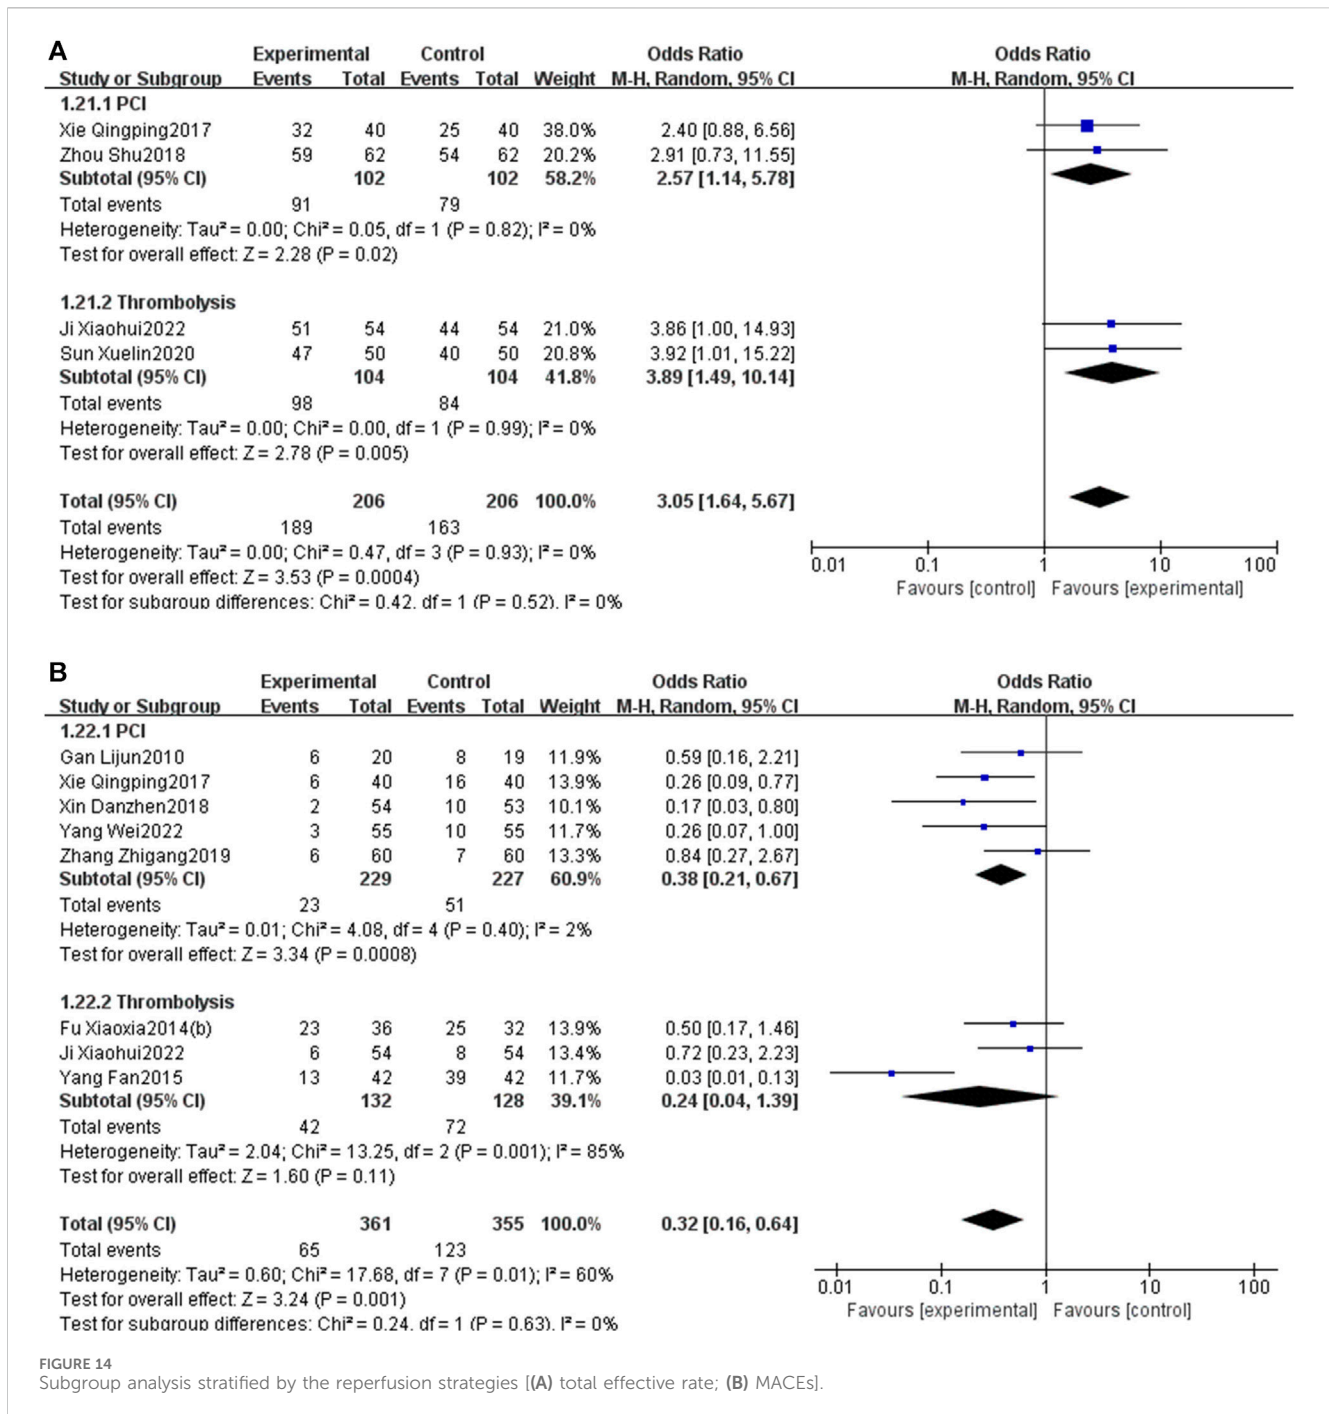 A
Experimental Control Odds Ratio Odds Ratio
Study or Subgroup Events Total Events Total Weight M-H, Random, 95% CI M-H, Random, 95% CI
1.21.1 PCI
Xie Qingping2017 32 40 25 40 38.0% 2.40 [0.88, 6.56]
Zhou Shu2018 59 62 54 62 20.2% 2.91 [0.73, 11.55]
Subtotal (95% CI) 102 102 58.2% 2.57 [1.14, 5.78]
Total events 91 79
Heterogeneity: Tau² = 0.00; Chi² = 0.05, df = 1 (P = 0.82); I² = 0%
Test for overall effect: Z = 2.28 (P = 0.02)
1.21.2 Thrombolysis
Ji Xiaohui2022 51 54 44 54 21.0% 3.86 [1.00, 14.93]
Sun Xuelin2020 47 50 40 50 20.8% 3.92 [1.01, 15.22]
Subtotal (95% CI) 104 104 41.8% 3.89 [1.49, 10.14]
Total events 98 84
Heterogeneity: Tau² = 0.00; Chi² = 0.00, df = 1 (P = 0.99); I² = 0%
Test for overall effect: Z = 2.78 (P = 0.005)
Total (95% CI) 206 206 100.0% 3.05 [1.64, 5.67]
Total events 189 163
Heterogeneity: Tau² = 0.00; Chi² = 0.47, df = 3 (P = 0.93); I² = 0%
Test for overall effect: Z = 3.53 (P = 0.0004)
Test for subgroup differences: Chi² = 0.42, df = 1 (P = 0.52), I² = 0%
0.01 0.1 1 10 100
Favours [control] Favours [experimental]
B
Experimental Control Odds Ratio Odds Ratio
Study or Subgroup Events Total Events Total Weight M-H, Random, 95% CI M-H, Random, 95% CI
1.22.1 PCI
Gan Lijun2010 6 20 8 19 11.9% 0.59 [0.16, 2.21]
Xie Qingping2017 6 40 16 40 13.9% 0.26 [0.09, 0.77]
Xin Danzhen2018 2 54 10 53 10.1% 0.17 [0.03, 0.80]
Yang Wei2022 3 55 10 55 11.7% 0.26 [0.07, 1.00]
Zhang Zhigang2019 6 60 7 60 13.3% 0.84 [0.27, 2.67]
Subtotal (95% CI) 229 227 60.9% 0.38 [0.21, 0.67]
Total events 23 51
Heterogeneity: Tau² = 0.01; Chi² = 4.08, df = 4 (P = 0.40); I² = 2%
Test for overall effect: Z = 3.34 (P = 0.0008)
1.22.2 Thrombolysis
Fu Xiaoxia2014(b) 23 36 25 32 13.9% 0.50 [0.17, 1.46]
Ji Xiaohui2022 6 54 8 54 13.4% 0.72 [0.23, 2.23]
Yang Fan2015 13 42 39 42 11.7% 0.03 [0.01, 0.13]
Subtotal (95% CI) 132 128 39.1% 0.24 [0.04, 1.39]
Total events 42 72
Heterogeneity: Tau² = 2.04; Chi² = 13.25, df = 2 (P = 0.001); I² = 85%
Test for overall effect: Z = 1.60 (P = 0.11)
Total (95% CI) 361 355 100.0% 0.32 [0.16, 0.64]
Total events 65 123
Heterogeneity: Tau² = 0.60; Chi² = 17.68, df = 7 (P = 0.01); I² = 60%
Test for overall effect: Z = 3.24 (P = 0.001)
Test for subgroup differences: Chi² = 0.24, df = 1 (P = 0.63), I² = 0%
0.01 0.1 1 10 100
Favours [experimental] Favours [control]
FIGURE 14
Subgroup analysis stratified by the reperfusion strategies [(A) total effective rate; (B) MACEs].